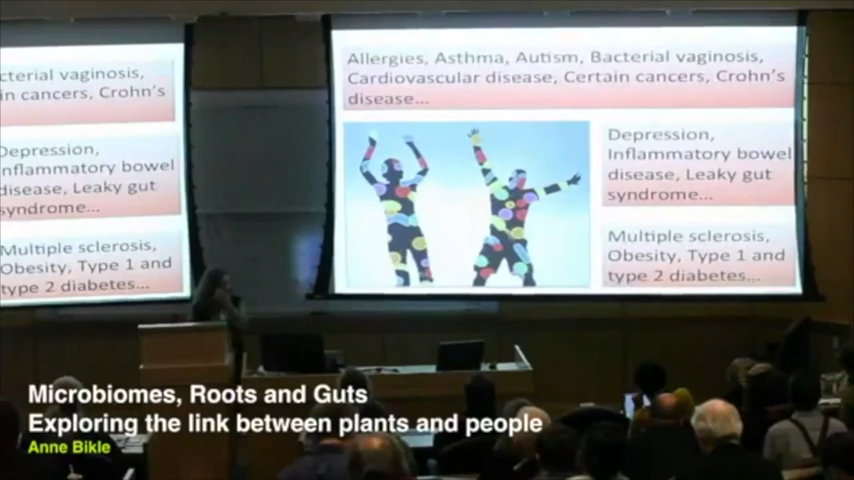 cterial vaginosis,
in cancers, Crohn's
Depression,
nflammatory bowel
disease, Leaky gut
syndrome...
Multiple sclerosis,
Obesity, Type 1 and
type 2 diabetes...
Allergies, Asthma, Autism, Bacterial vaginosis,
Cardiovascular disease, Certain cancers, Crohn's
disease...
Depression,
Inflammatory bowel
disease, Leaky gut
syndrome...
Multiple sclerosis,
Obesity, Type 1 and
type 2 diabetes...
Microbiomes, Roots and Guts
Exploring the link between plants and people
Anne Bikle